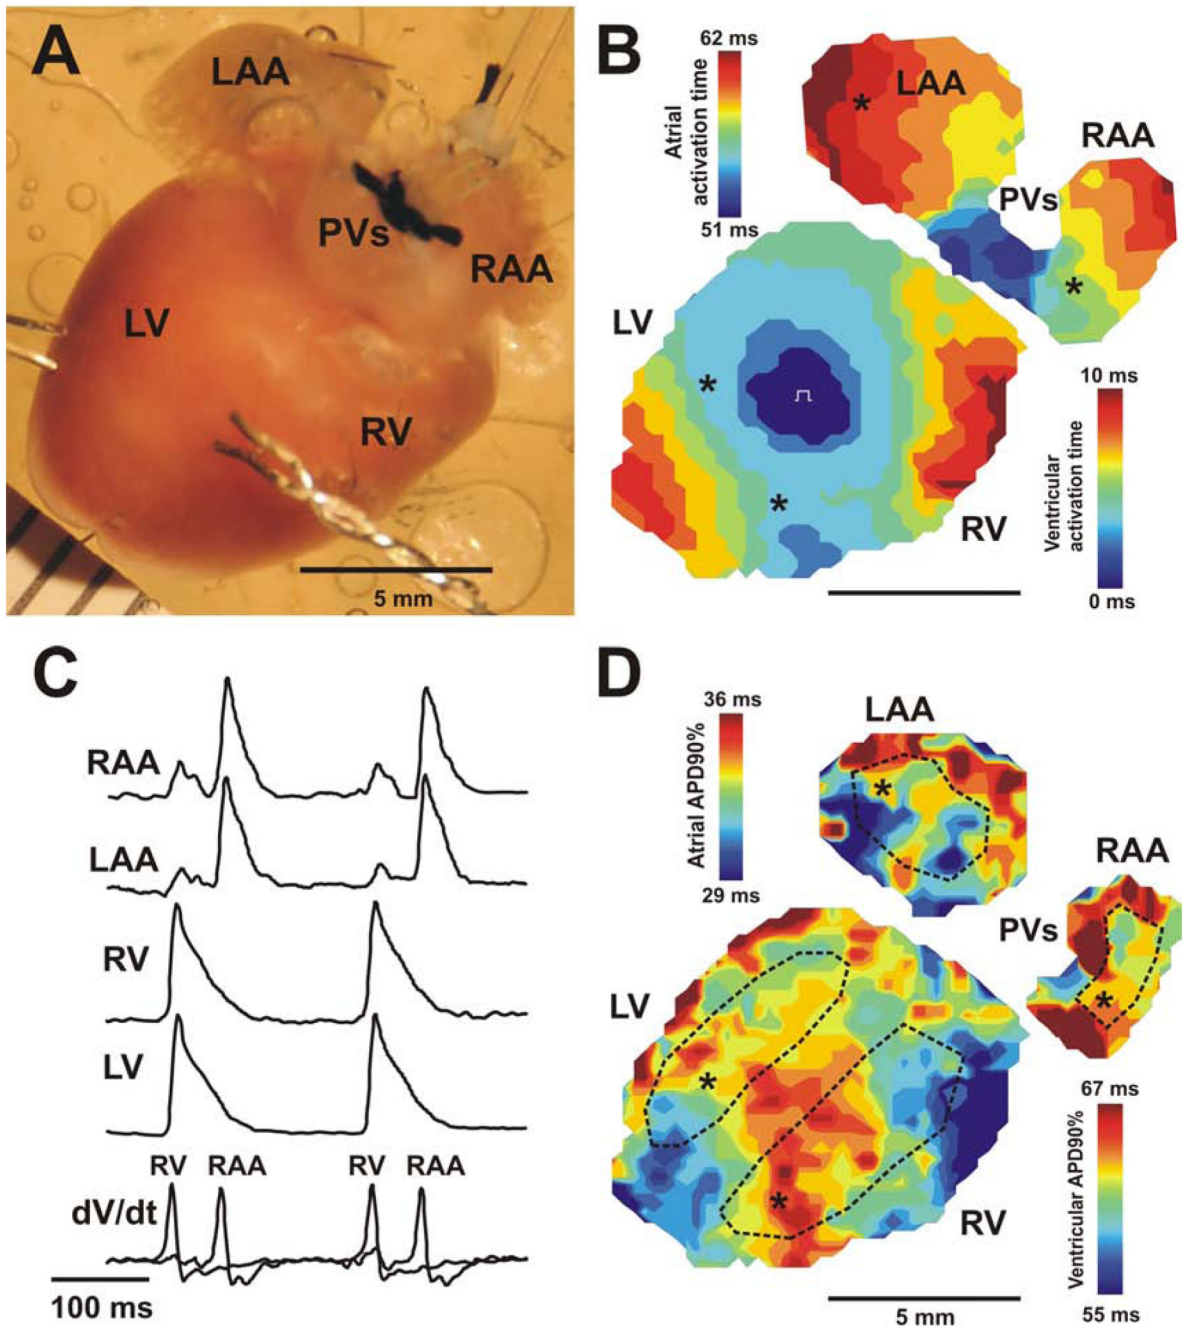 A
LAA
PVs
RAA
LV
RV
5 mm
B
62 ms
Atrial
activation time
51 ms
LAA
*
RAA
PVs
*
LV
*
*
RV
10 ms
Ventricular
activation time
0 ms
C
RAA
LAA
RV
LV
RV RAA RV RAA
dV/dt
100 ms
D
36 ms
Atrial APD90%
29 ms
LAA
*
RAA
PVs
*
LV
*
*
RV
67 ms
Ventricular APD90%
55 ms
5 mm